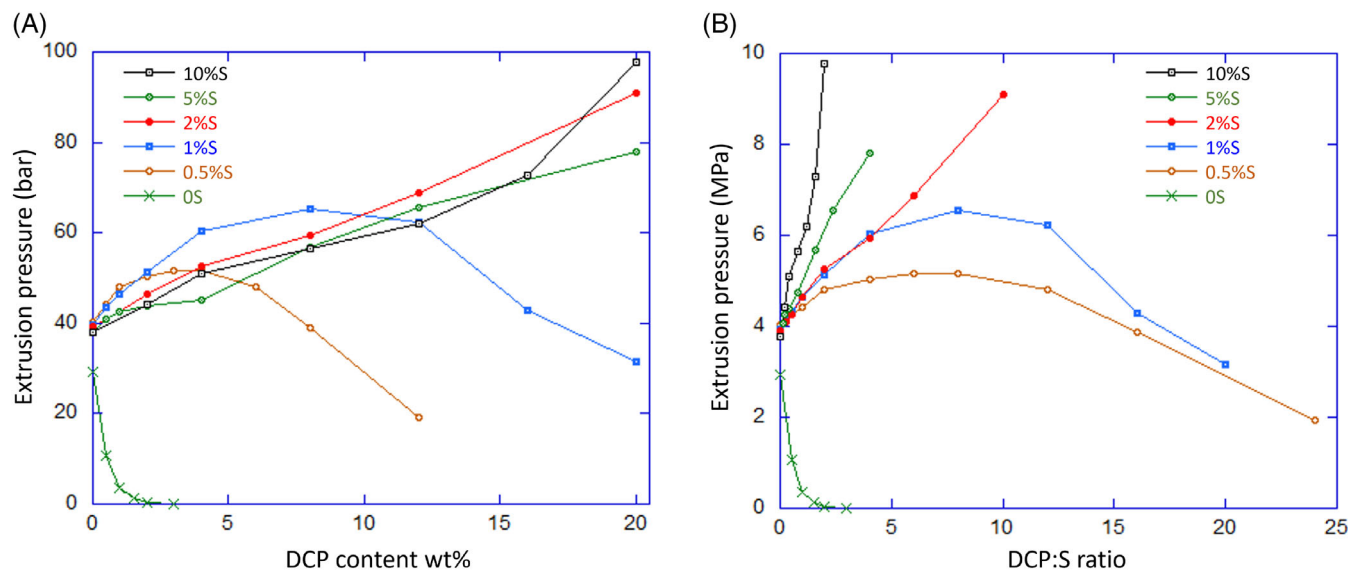 (A)
100
80
60
40
20
0
Extrusion pressure (bar)
10%S
5%S
2%S
1%S
0.5%S
0S
0
5
10
15
20
DCP content wt%
(B)
10
8
6
4
2
0
Extrusion pressure (MPa)
10%S
5%S
2%S
1%S
0.5%S
0S
0
5
10
15
20
25
DCP:S ratio